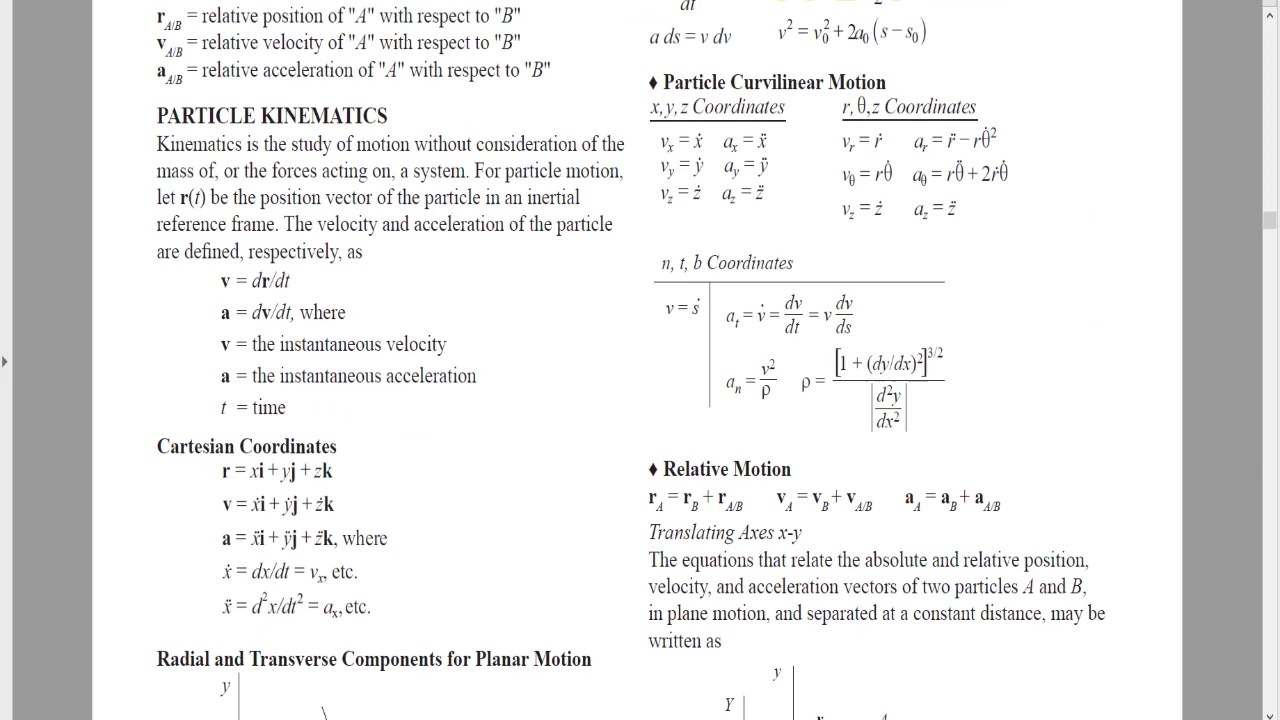 r_A/B = relative position of "A" with respect to "B"
v_A/B = relative velocity of "A" with respect to "B"
a_A/B = relative acceleration of "A" with respect to "B"
PARTICLE KINEMATICS
Kinematics is the study of motion without consideration of the
mass of, or the forces acting on, a system. For particle motion,
let r(t) be the position vector of the particle in an inertial
reference frame. The velocity and acceleration of the particle
are defined, respectively, as
v = dr/dt
a = dv/dt, where
v = the instantaneous velocity
a = the instantaneous acceleration
t = time
Cartesian Coordinates
r = xi + yj + zk
v = ẋi + ẏj + żk
a = ẍi + ÿj + z̈k, where
ẋ = dx/dt = v_x, etc.
ẍ = d²x/dt² = a_x, etc.
Radial and Transverse Components for Planar Motion
y
dt
a ds = v dv v² = v₀² + 2a₀(s − s₀)
♦ Particle Curvilinear Motion
x, y, z Coordinates r, θ, z Coordinates
v_x = ẋ a_x = ẍ v_r = ṙ a_r = r̈ − rθ̇²
v_y = ẏ a_y = ÿ v_θ = rθ̇ a_θ = rθ̈ + 2ṙθ̇
v_z = ż a_z = z̈ v_z = ż a_z = z̈
n, t, b Coordinates
v = ṡ a_t = v̇ = dv/dt = v dv/ds
a_n = v²/ρ ρ = [1 + (dy/dx)²]^3/2 / |d²y/dx²|
♦ Relative Motion
r_A = r_B + r_A/B v_A = v_B + v_A/B a_A = a_B + a_A/B
Translating Axes x-y
The equations that relate the absolute and relative position,
velocity, and acceleration vectors of two particles A and B,
in plane motion, and separated at a constant distance, may be
written as
y
Y